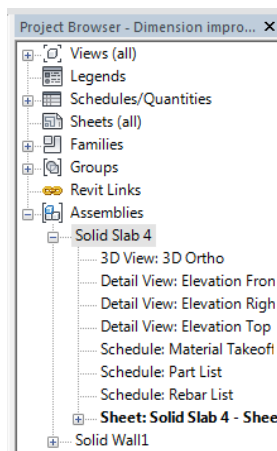 Project Browser - Dimension impro...
Views (all)
Legends
Schedules/Quantities
Sheets (all)
Families
Groups
Revit Links
Assemblies
Solid Slab 4
3D View: 3D Ortho
Detail View: Elevation Fron
Detail View: Elevation Righ
Detail View: Elevation Top
Schedule: Material Takeoff
Schedule: Part List
Schedule: Rebar List
Sheet: Solid Slab 4 - Shee
Solid Wall1